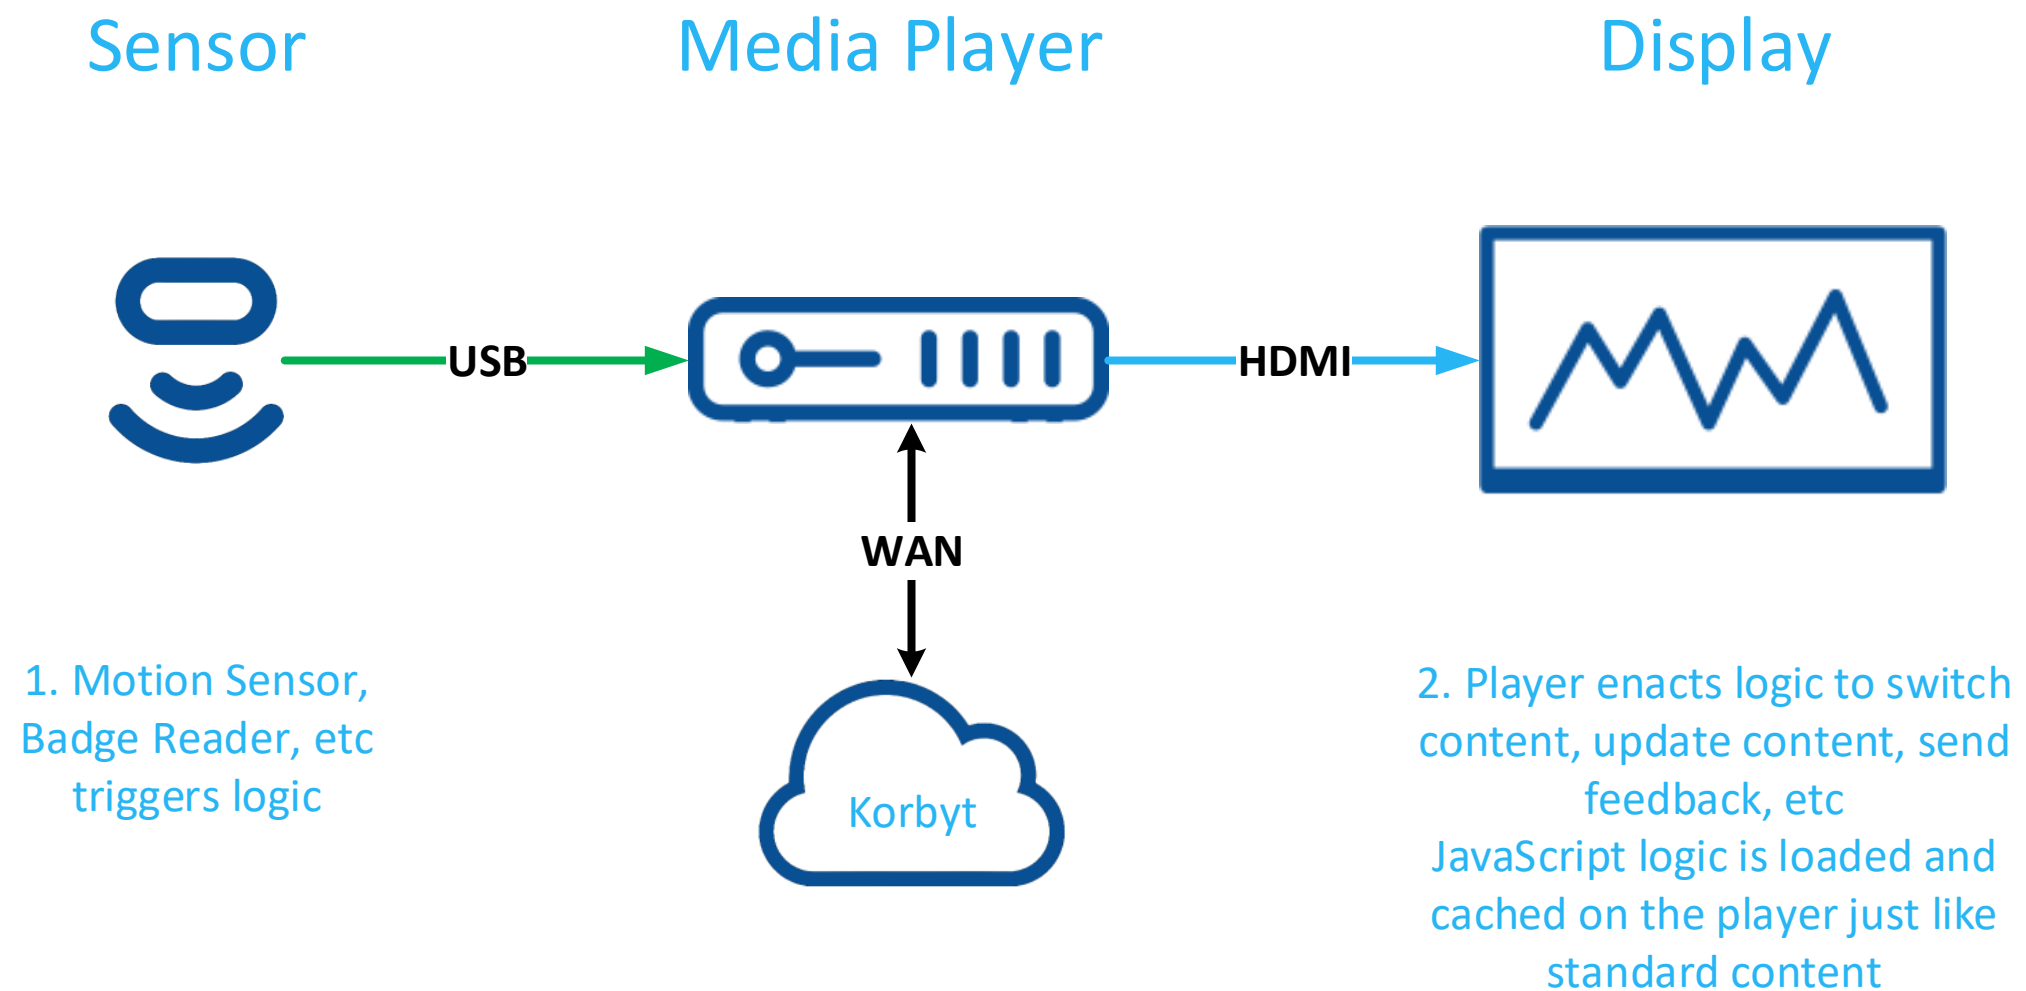 Sensor
Media Player
Display
USB
HDMI
WAN
Korbyt
1. Motion Sensor,
Badge Reader, etc
triggers logic
2. Player enacts logic to switch
content, update content, send
feedback, etc
JavaScript logic is loaded and
cached on the player just like
standard content